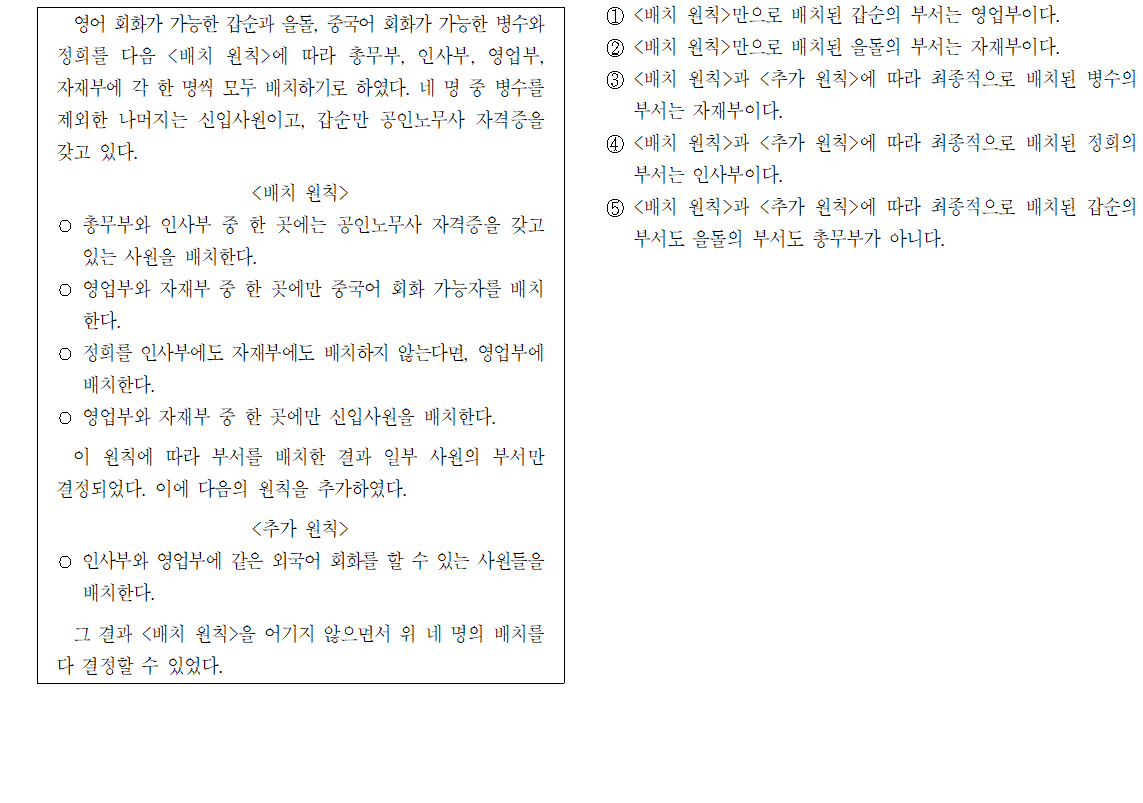 영어 회화가 가능한 갑순과 을돌, 중국어 회화가 가능한 병수와
정희를 다음 <배치 원칙>에 따라 총무부, 인사부, 영업부,
자재부에 각 한 명씩 모두 배치하기로 하였다. 네 명 중 병수를
제외한 나머지는 신입사원이고, 갑순만 공인노무사 자격증을
갖고 있다.
<배치 원칙>
○ 총무부와 인사부 중 한 곳에는 공인노무사 자격증을 갖고
있는 사원을 배치한다.
○ 영업부와 자재부 중 한 곳에만 중국어 회화 가능자를 배치
한다.
○ 정희를 인사부에도 자재부에도 배치하지 않는다면, 영업부에
배치한다.
○ 영업부와 자재부 중 한 곳에만 신입사원을 배치한다.
이 원칙에 따라 부서를 배치한 결과 일부 사원의 부서만
결정되었다. 이에 다음의 원칙을 추가하였다.
<추가 원칙>
○ 인사부와 영업부에 같은 외국어 회화를 할 수 있는 사원들을
배치한다.
그 결과 <배치 원칙>을 어기지 않으면서 위 네 명의 배치를
다 결정할 수 있었다.
① <배치 원칙>만으로 배치된 갑순의 부서는 영업부이다.
② <배치 원칙>만으로 배치된 을돌의 부서는 자재부이다.
③ <배치 원칙>과 <추가 원칙>에 따라 최종적으로 배치된 병수의
부서는 자재부이다.
④ <배치 원칙>과 <추가 원칙>에 따라 최종적으로 배치된 정희의
부서는 인사부이다.
⑤ <배치 원칙>과 <추가 원칙>에 따라 최종적으로 배치된 갑순의
부서도 을돌의 부서도 총무부가 아니다.